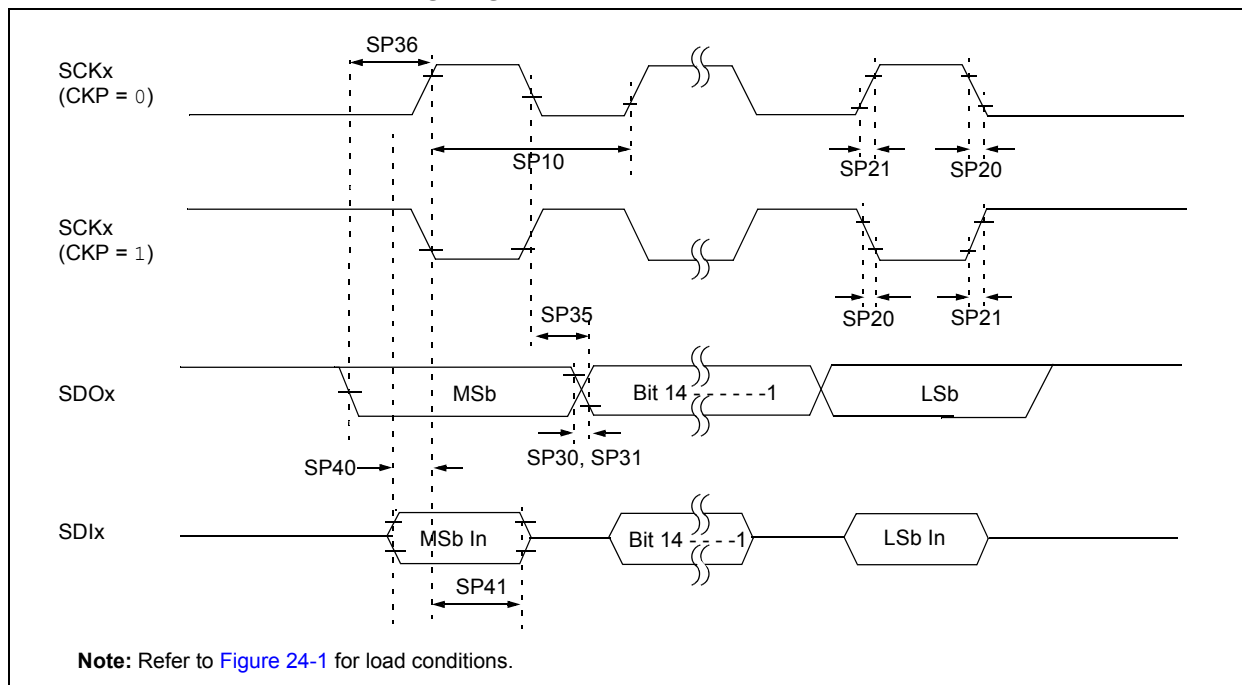 SP36
SCKx
(CKP = 0)
SP10
SP21
SP20
SCKx
(CKP = 1)
SP35
SP20
SP21
SDOx
MSb
Bit 14 - - - - - -1
LSb
SP30, SP31
SP40
SDIx
MSb In
Bit 14 - - - - -1
LSb In
SP41
Note: Refer to Figure 24-1 for load conditions.